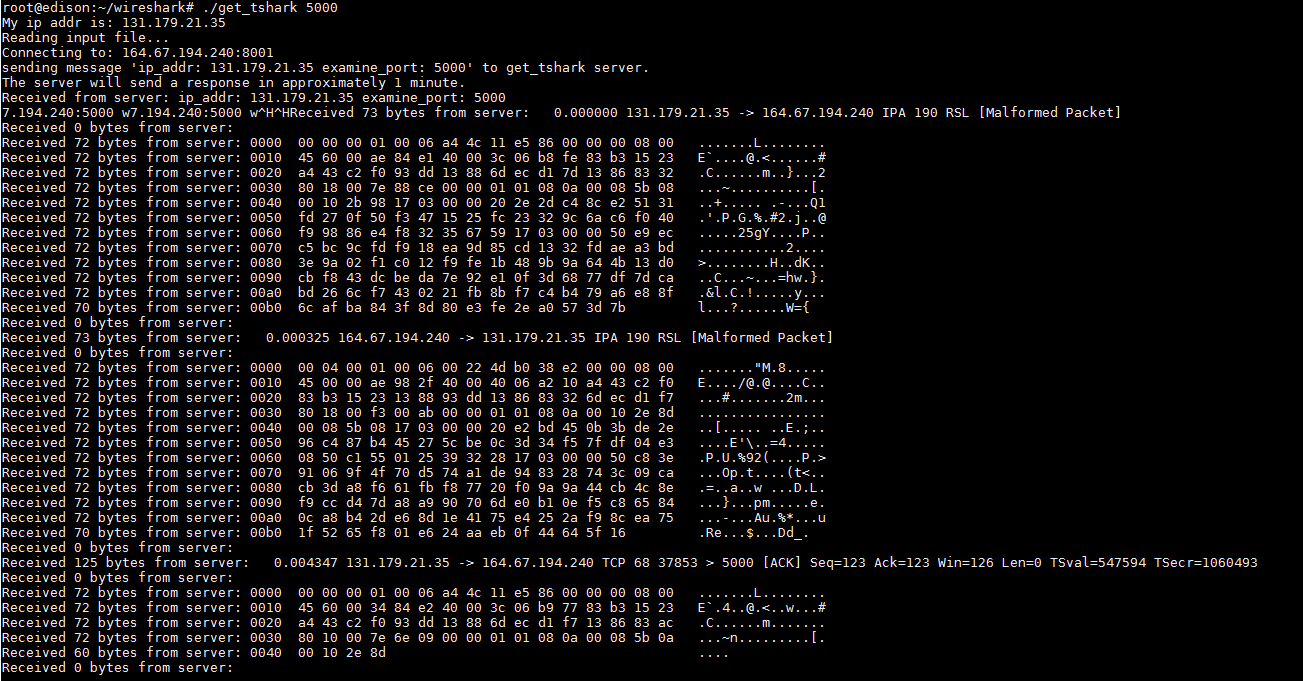 root@edison:~/wireshark# ./get_tshark 5000
My ip addr is: 131.179.21.35
Reading input file...
Connecting to: 164.67.194.240:8001
sending message 'ip_addr: 131.179.21.35 examine_port: 5000' to get_tshark server.
The server will send a response in approximately 1 minute.
Received from server: ip_addr: 131.179.21.35 examine_port: 5000
7.194.240:5000 w7.194.240:5000 w^H^HReceived 73 bytes from server:   0.000000 131.179.21.35 -> 164.67.194.240 IPA 190 RSL [Malformed Packet]
Received 0 bytes from server:
Received 72 bytes from server: 0000  00 00 00 01 00 06 a4 4c 11 e5 86 00 00 00 08 00   .......L........
Received 72 bytes from server: 0010  45 60 00 ae 84 e1 40 00 3c 06 b8 fe 83 b3 15 23   E`....@.<......#
Received 72 bytes from server: 0020  a4 43 c2 f0 93 dd 13 88 6d ec d1 7d 13 86 83 32   .C......m..}...2
Received 72 bytes from server: 0030  80 18 00 7e 88 ce 00 00 01 01 08 0a 00 08 5b 08   ...~..........[.
Received 72 bytes from server: 0040  00 10 2b 98 17 03 00 00 20 2e 2d c4 8c e2 51 31   ..+..... .-...Q1
Received 72 bytes from server: 0050  fd 27 0f 50 f3 47 15 25 fc 23 32 9c 6a c6 f0 40   .'.P.G.%.#2.j..@
Received 72 bytes from server: 0060  f9 98 86 e4 f8 32 35 67 59 17 03 00 00 50 e9 ec   .....25gY....P..
Received 72 bytes from server: 0070  c5 bc 9c fd f9 18 ea 9d 85 cd 13 32 fd ae a3 bd   ...........2....
Received 72 bytes from server: 0080  3e 9a 02 f1 c0 12 f9 fe 1b 48 9b 9a 64 4b 13 d0   >........H..dK..
Received 72 bytes from server: 0090  cb f8 43 dc be da 7e 92 e1 0f 3d 68 77 df 7d ca   ..C...~...=hw.}.
Received 72 bytes from server: 00a0  bd 26 6c f7 43 02 21 fb 8b f7 c4 b4 79 a6 e8 8f   .&l.C.!.....y...
Received 70 bytes from server: 00b0  6c af ba 84 3f 8d 80 e3 fe 2e a0 57 3d 7b         l...?......W={
Received 0 bytes from server:
Received 73 bytes from server:   0.000325 164.67.194.240 -> 131.179.21.35 IPA 190 RSL [Malformed Packet]
Received 0 bytes from server:
Received 72 bytes from server: 0000  00 04 00 01 00 06 00 22 4d b0 38 e2 00 00 08 00   ......."M.8.....
Received 72 bytes from server: 0010  45 00 00 ae 98 2f 40 00 40 06 a2 10 a4 43 c2 f0   E..../@.@....C..
Received 72 bytes from server: 0020  83 b3 15 23 13 88 93 dd 13 86 83 32 6d ec d1 f7   ...#.......2m...
Received 72 bytes from server: 0030  80 18 00 f3 00 ab 00 00 01 01 08 0a 00 10 2e 8d   ................
Received 72 bytes from server: 0040  00 08 5b 08 17 03 00 00 20 e2 bd 45 0b 3b de 2e   ..[..... ..E.;..
Received 72 bytes from server: 0050  96 c4 87 b4 45 27 5c be 0c 3d 34 f5 7f df 04 e3   ....E'\..=4.....
Received 72 bytes from server: 0060  08 50 c1 55 01 25 39 32 28 17 03 00 00 50 c8 3e   .P.U.%92(....P.>
Received 72 bytes from server: 0070  91 06 9f 4f 70 d5 74 a1 de 94 83 28 74 3c 09 ca   ...Op.t....(t<..
Received 72 bytes from server: 0080  cb 3d a8 f6 61 fb f8 77 20 f0 9a 9a 44 cb 4c 8e   .=..a..w ...D.L.
Received 72 bytes from server: 0090  f9 cc d4 7d a8 a9 90 70 6d e0 b1 0e f5 c8 65 84   ...}...pm.....e.
Received 72 bytes from server: 00a0  0c a8 b4 2d e6 8d 1e 41 75 e4 25 2a f9 8c ea 75   ...-...Au.%*...u
Received 70 bytes from server: 00b0  1f 52 65 f8 01 e6 24 aa eb 0f 44 64 5f 16         .Re...$...Dd_.
Received 0 bytes from server:
Received 125 bytes from server:   0.004347 131.179.21.35 -> 164.67.194.240 TCP 68 37853 > 5000 [ACK] Seq=123 Ack=123 Win=126 Len=0 TSval=547594 TSecr=1060493
Received 0 bytes from server:
Received 72 bytes from server: 0000  00 00 00 01 00 06 a4 4c 11 e5 86 00 00 00 08 00   .......L........
Received 72 bytes from server: 0010  45 60 00 34 84 e2 40 00 3c 06 b9 77 83 b3 15 23   E`.4..@.<..w...#
Received 72 bytes from server: 0020  a4 43 c2 f0 93 dd 13 88 6d ec d1 f7 13 86 83 ac   .C......m.......
Received 72 bytes from server: 0030  80 10 00 7e 6e 09 00 00 01 01 08 0a 00 08 5b 0a   ...~n.........[.
Received 60 bytes from server: 0040  00 10 2e 8d                                       ....
Received 0 bytes from server: